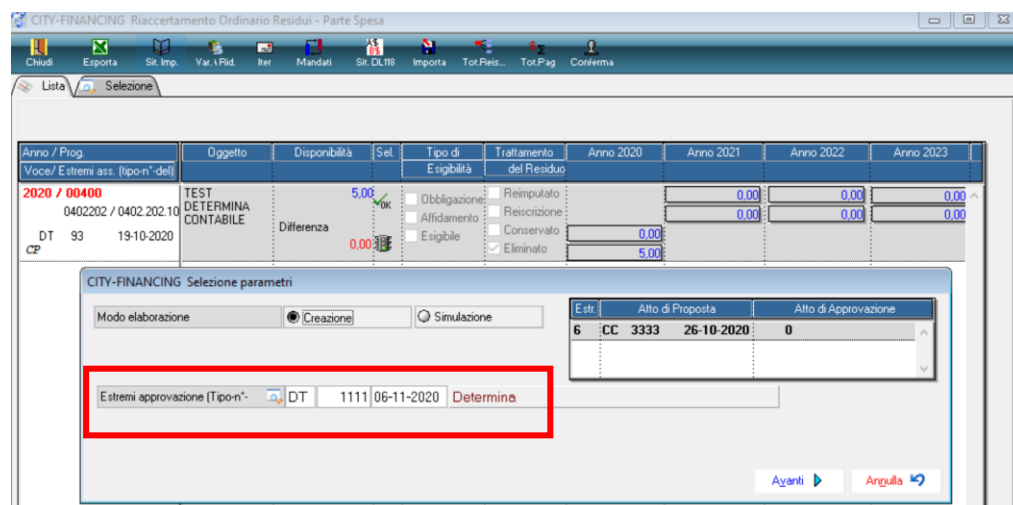 CITY-FINANCING Riaccertamento Ordinario Residui - Parte Spesa
Chiudi Esporta Sit. Imp. Var. \ Rid. Iter Mandati Sit. DL118 Importa Tot.Reis... Tot.Pag Conferma
Lista Selezione
Anno / Prog. Oggetto Disponibilità Sel. Tipo di Trattamento Anno 2020 Anno 2021 Anno 2022 Anno 2023
Voce/ Estremi ass. (tipo-n°-del) Esigibilità del Residuo
2020 / 00400 TEST 5,00 Obbligazione Reimputato 0,00 0,00 0,00
0402202 / 0402.202.10 DETERMINA OK Affidamento Reiscrizione 0,00 0,00 0,00
CONTABILE Differenza Esigibile Conservato 0,00
DT 93 19-10-2020 0,00 Eliminato 5,00
CP
CITY-FINANCING Selezione parametri
Modo elaborazione Creazione Simulazione
Estr. Atto di Proposta Atto di Approvazione
6 CC 3333 26-10-2020 0
Estremi approvazione (Tipo-n°- DT 1111 06-11-2020 Determina
Avanti Annulla